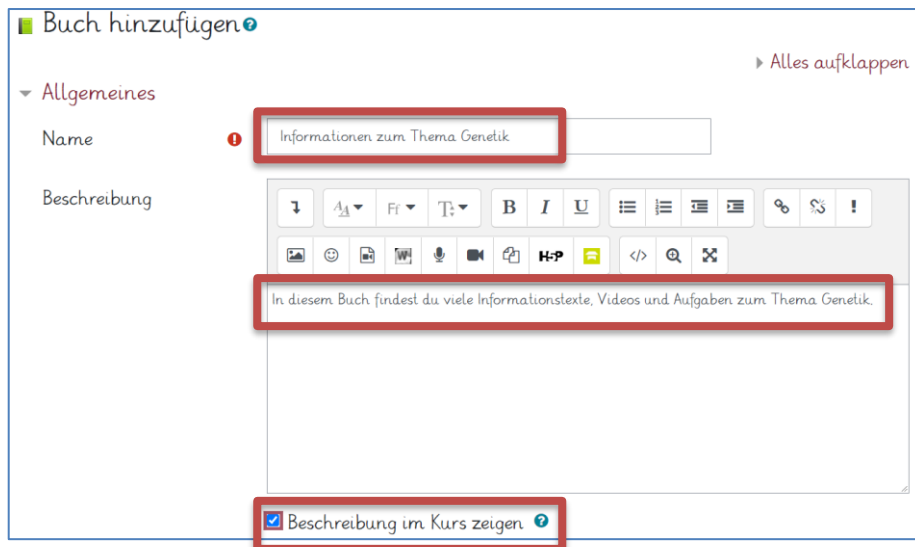 Buch hinzufügen
Alles aufklappen
Allgemeines
Name Informationen zum Thema Genetik
Beschreibung
B I U
H-P
</>
In diesem Buch findest du viele Informationstexte, Videos und Aufgaben zum Thema Genetik.
Beschreibung im Kurs zeigen